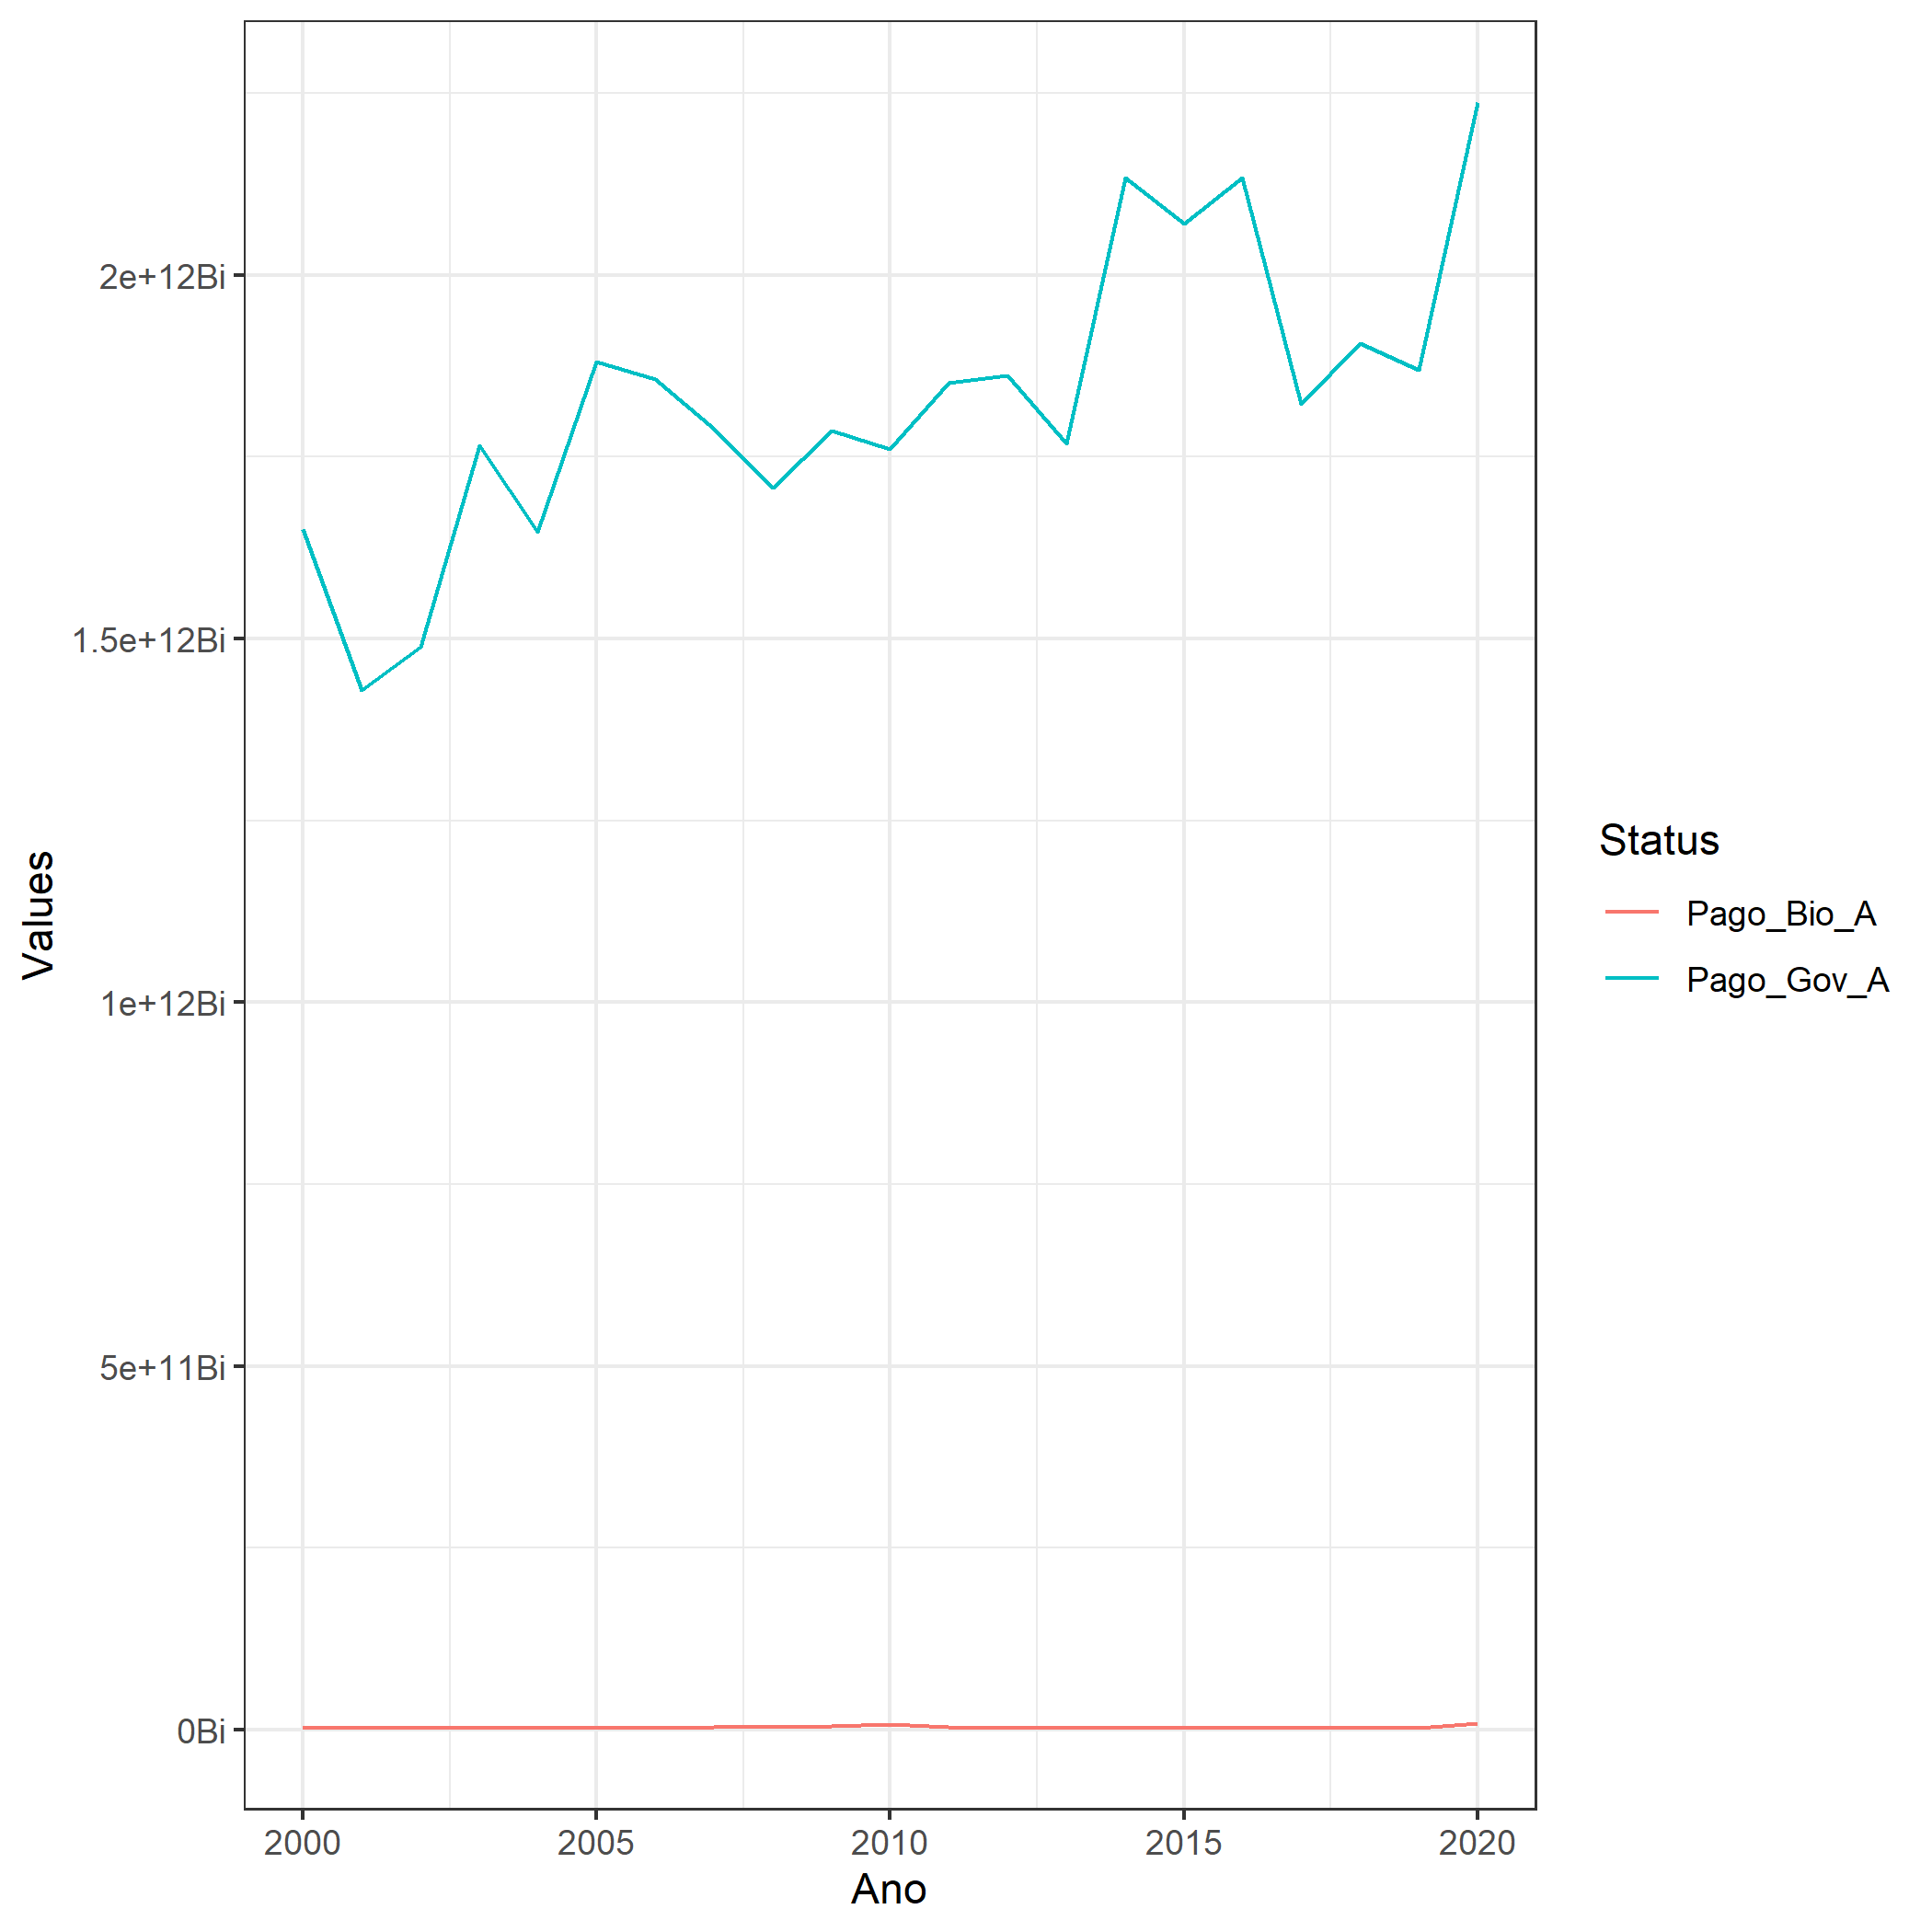 Values
2e+12Bi
1.5e+12Bi
1e+12Bi
5e+11Bi
0Bi
2000 2005 2010 2015 2020
Ano
Status
Pago_Bio_A
Pago_Gov_A